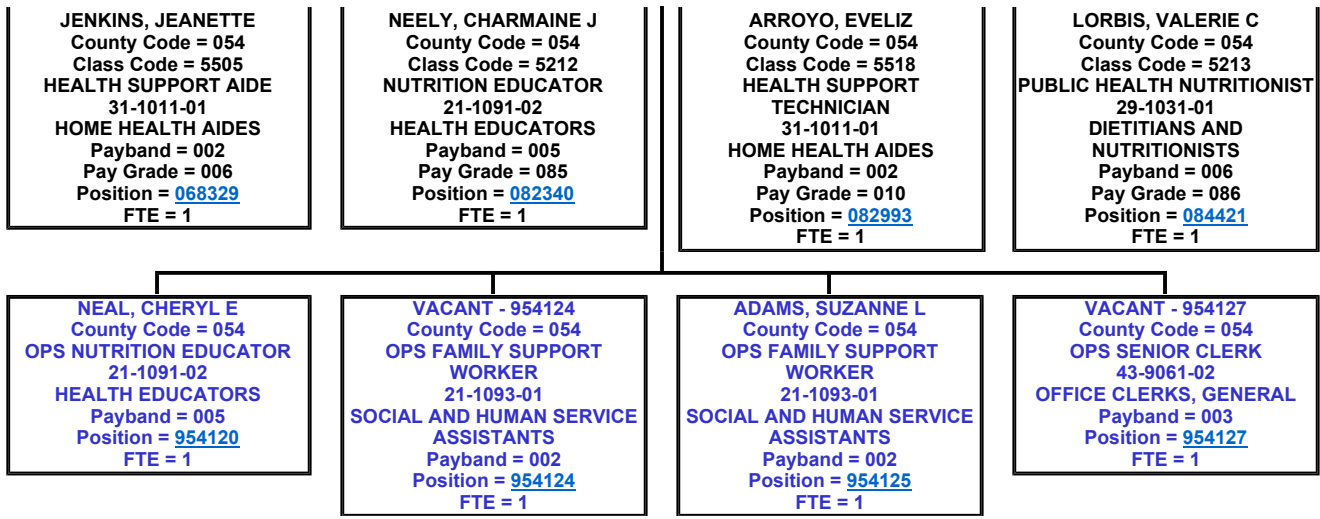 JENKINS, JEANETTE
County Code = 054
Class Code = 5505
HEALTH SUPPORT AIDE
31-1011-01
HOME HEALTH AIDES
Payband = 002
Pay Grade = 006
Position = 068329
FTE = 1
NEELY, CHARMAINE J
County Code = 054
Class Code = 5212
NUTRITION EDUCATOR
21-1091-02
HEALTH EDUCATORS
Payband = 005
Pay Grade = 085
Position = 082340
FTE = 1
ARROYO, EVELIZ
County Code = 054
Class Code = 5518
HEALTH SUPPORT
TECHNICIAN
31-1011-01
HOME HEALTH AIDES
Payband = 002
Pay Grade = 010
Position = 082993
FTE = 1
LORBIS, VALERIE C
County Code = 054
Class Code = 5213
PUBLIC HEALTH NUTRITIONIST
29-1031-01
DIETITIANS AND
NUTRITIONISTS
Payband = 006
Pay Grade = 086
Position = 084421
FTE = 1
NEAL, CHERYL E
County Code = 054
OPS NUTRITION EDUCATOR
21-1091-02
HEALTH EDUCATORS
Payband = 005
Position = 954120
FTE = 1
VACANT - 954124
County Code = 054
OPS FAMILY SUPPORT
WORKER
21-1093-01
SOCIAL AND HUMAN SERVICE
ASSISTANTS
Payband = 002
Position = 954124
FTE = 1
ADAMS, SUZANNE L
County Code = 054
OPS FAMILY SUPPORT
WORKER
21-1093-01
SOCIAL AND HUMAN SERVICE
ASSISTANTS
Payband = 002
Position = 954125
FTE = 1
VACANT - 954127
County Code = 054
OPS SENIOR CLERK
43-9061-02
OFFICE CLERKS, GENERAL
Payband = 003
Position = 954127
FTE = 1